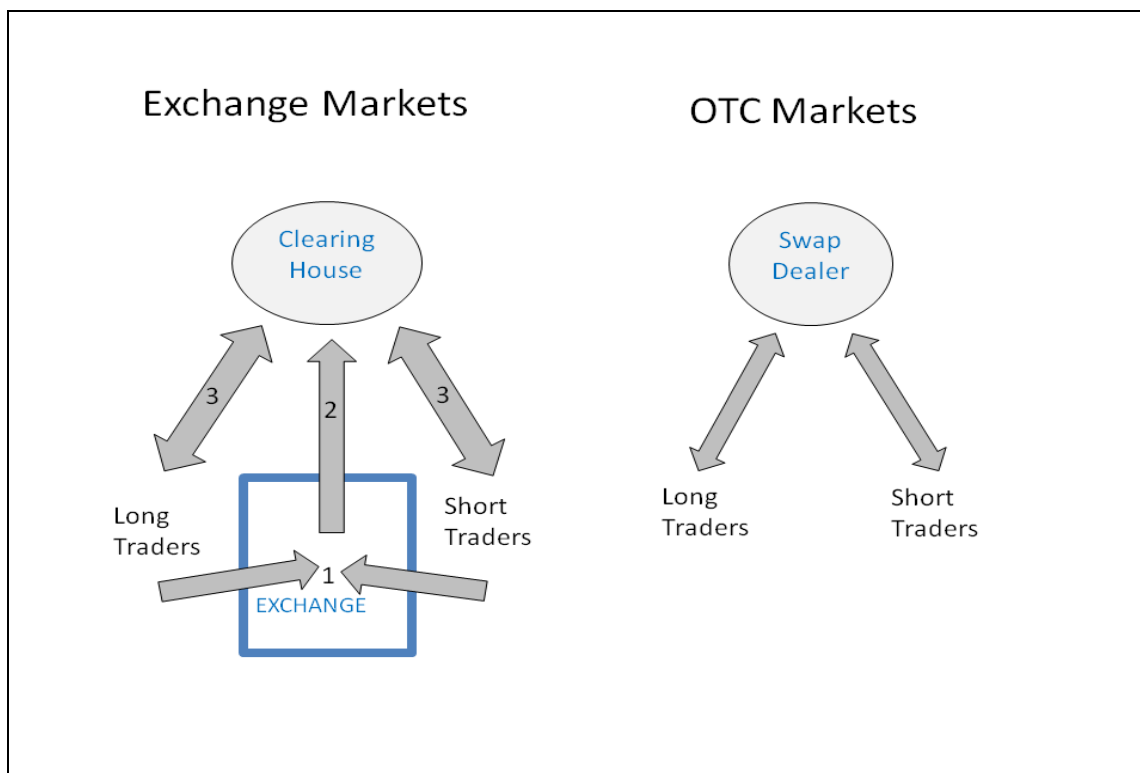 Exchange Markets
OTC Markets
Clearing
House
Swap
Dealer
3
2
3
Long
Traders
Short
Traders
1
EXCHANGE
Long
Traders
Short
Traders